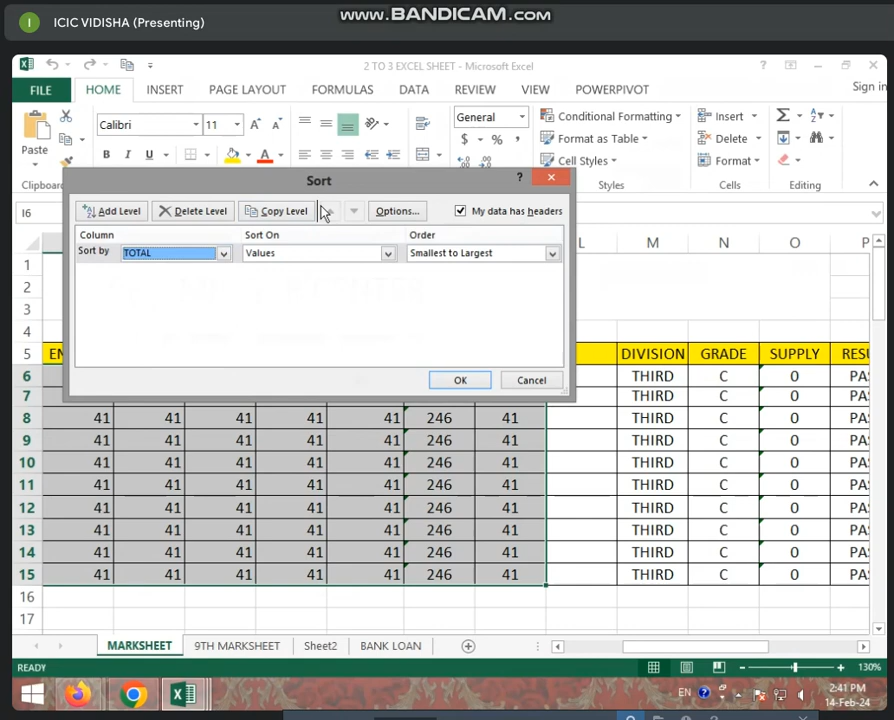 www.BANDICAM.com
I ICIC VIDISHA (Presenting)
2 TO 3 EXCEL SHEET - Microsoft Excel
FILE HOME INSERT PAGE LAYOUT FORMULAS DATA REVIEW VIEW POWERPIVOT Sign in
Calibri 11 General Conditional Formatting Insert
Paste B I U A $ % , Format as Table Delete
Cell Styles Format
Clipboard Styles Cells Editing
Sort
I6
Add Level Delete Level Copy Level Options... My data has headers
Column Sort On Order
Sort by TOTAL Values Smallest to Largest
OK Cancel
L M N O P
1
2
3
4
5 EN DIVISION GRADE SUPPLY RESU
6 THIRD C 0 PA
7 THIRD C 0 PA
8 41 41 41 41 41 246 41 THIRD C 0 PA
9 41 41 41 41 41 246 41 THIRD C 0 PA
10 41 41 41 41 41 246 41 THIRD C 0 PA
11 41 41 41 41 41 246 41 THIRD C 0 PA
12 41 41 41 41 41 246 41 THIRD C 0 PA
13 41 41 41 41 41 246 41 THIRD C 0 PA
14 41 41 41 41 41 246 41 THIRD C 0 PA
15 41 41 41 41 41 246 41 THIRD C 0 PA
16
17
MARKSHEET 9TH MARKSHEET Sheet2 BANK LOAN
READY 130%
EN 2:41 PM
14-Feb-24